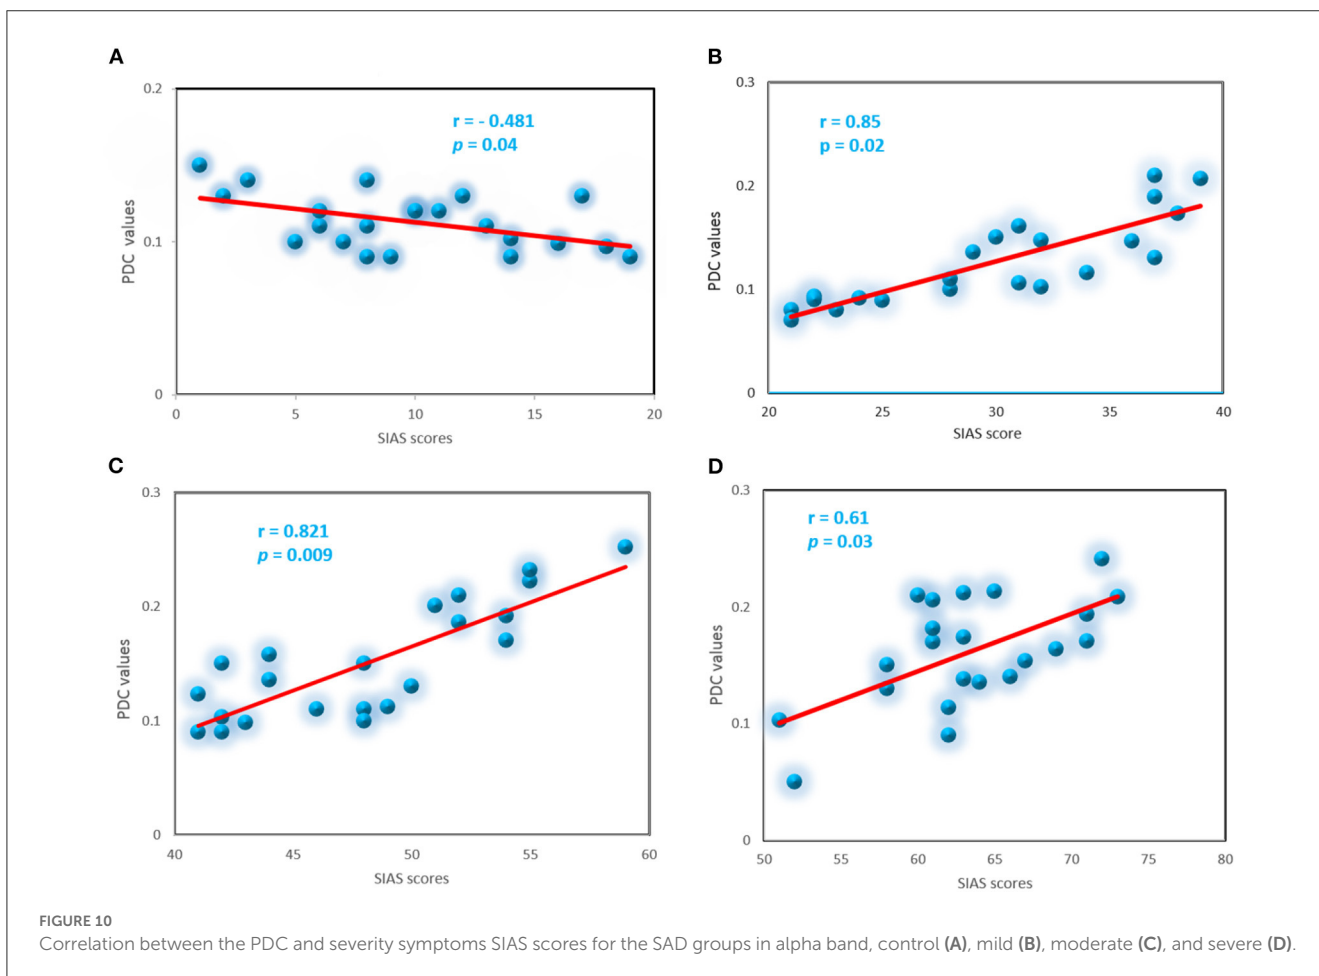 A
0.2
0.1
0
PDC values
r = - 0.481
p = 0.04
0 5 10 15 20
SIAS scores
B
0.3
0.2
0.1
0
PDC values
r = 0.85
p = 0.02
20 25 30 35 40
SIAS score
C
0.3
0.2
0.1
0
PDC values
r = 0.821
p = 0.009
40 45 50 55 60
SIAS scores
D
0.3
0.2
0.1
0
PDC values
r = 0.61
p = 0.03
50 55 60 65 70 75 80
SIAS scores
FIGURE 10
Correlation between the PDC and severity symptoms SIAS scores for the SAD groups in alpha band, control (A), mild (B), moderate (C), and severe (D).